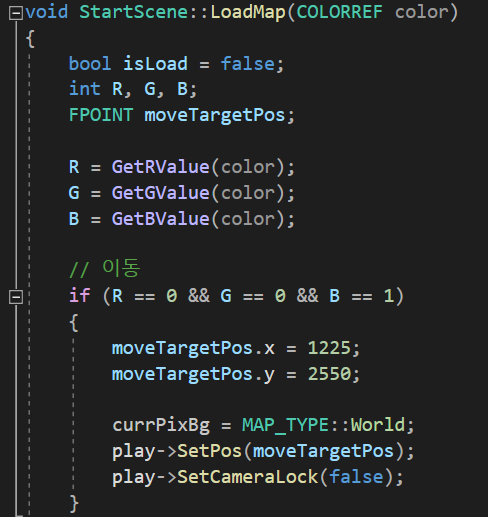 void StartScene::LoadMap(COLORREF color)
{
    bool isLoad = false;
    int R, G, B;
    FPOINT moveTargetPos;

    R = GetRValue(color);
    G = GetGValue(color);
    B = GetBValue(color);

    // 이동
    if (R == 0 && G == 0 && B == 1)
    {
        moveTargetPos.x = 1225;
        moveTargetPos.y = 2550;

        currPixBg = MAP_TYPE::World;
        play->SetPos(moveTargetPos);
        play->SetCameraLock(false);
    }